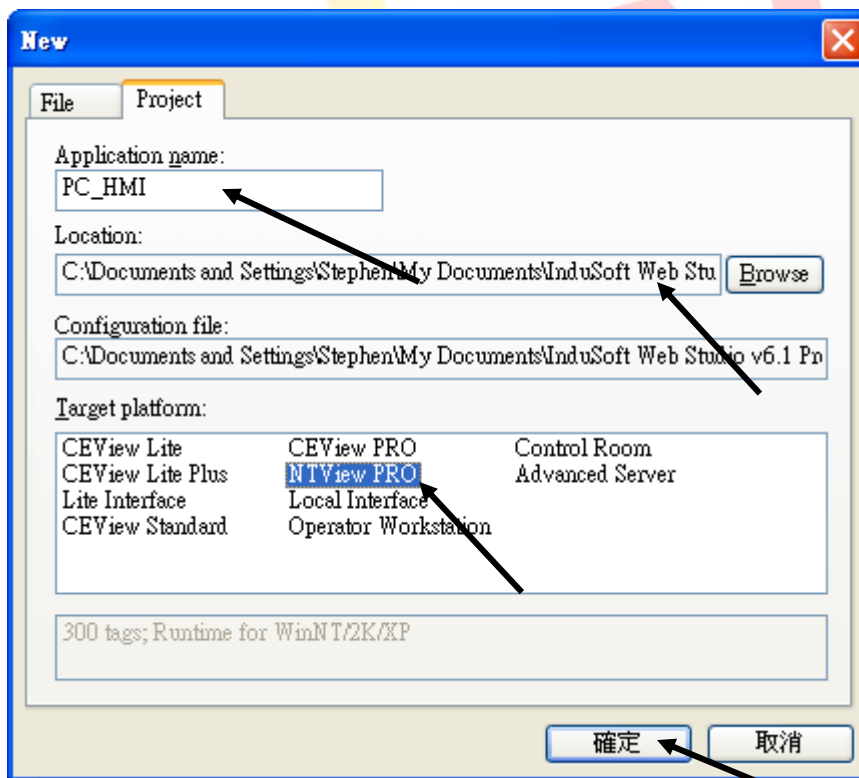 New
File Project
Application name:
PC_HMI
Location:
C:\Documents and Settings\Stephen\My Documents\InduSoft Web Stu Browse
Configuration file:
C:\Documents and Settings\Stephen\My Documents\InduSoft Web Studio v6.1 Pr
Target platform:
CEView Lite CEView PRO Control Room
CEView Lite Plus NTView PRO Advanced Server
Lite Interface Local Interface
CEView Standard Operator Workstation
300 tags; Runtime for WinNT/2K/XP
確定 取消